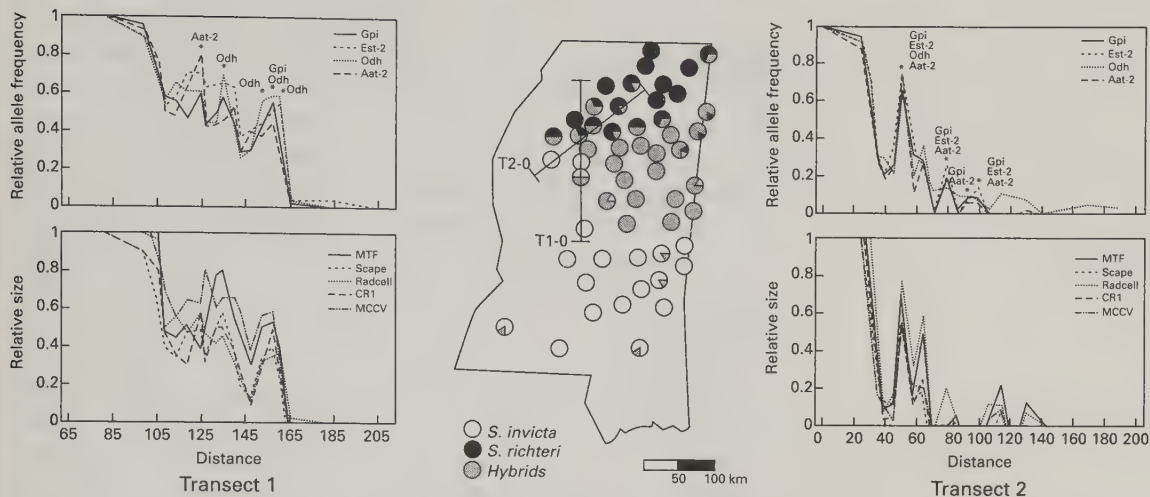 Relative allele frequency
1
0.8
0.6
0.4
0.2
0
Aat-2
*
*Odh
Odh*
Gpi
Odh
*
*Odh
Gpi
Est-2
Odh
Aat-2
Relative size
1
0.8
0.6
0.4
0.2
0
MTF
Scape
Radcell
CR1
MCCV
65 85 105 125 145 165 185 205
Distance
Transect 1
T2-0
T1-0
S. invicta
S. richteri
Hybrids
50 100 km
Relative allele frequency
1
0.8
0.6
0.4
0.2
0
Gpi
Est-2
Odh
Aat-2
*
Gpi
Est-2
Aat-2
*
Gpi
Aat-2
*
Gpi
Est-2
Aat-2
*
Gpi
Est-2
Odh
Aat-2
Relative size
1
0.8
0.6
0.4
0.2
0
MTF
Scape
Radcell
CR1
MCCV
0 20 40 60 80 100 120 140 160 180 200
Distance
Transect 2